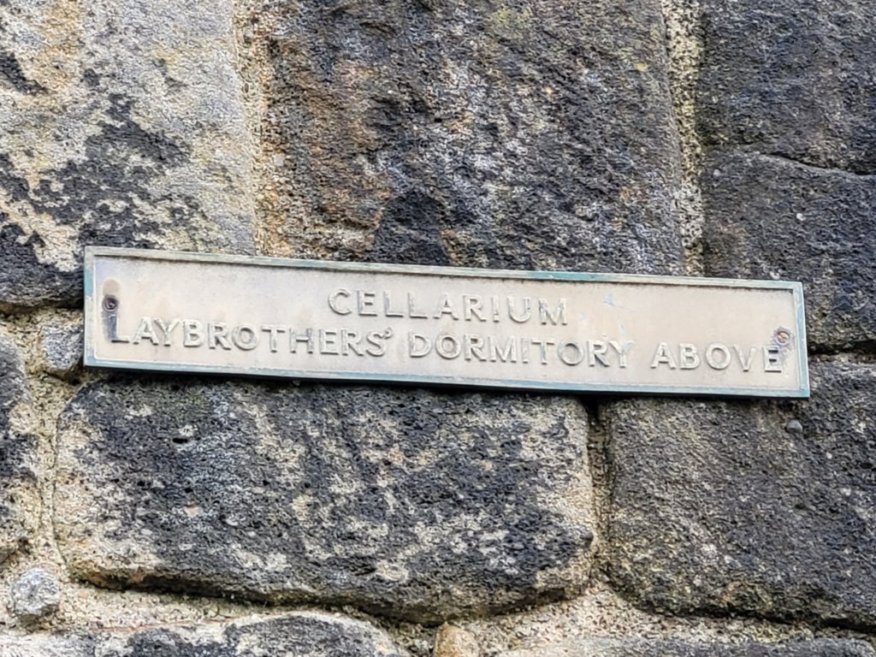 CELLARIUM
LAYBROTHERS' DORMITORY ABOVE